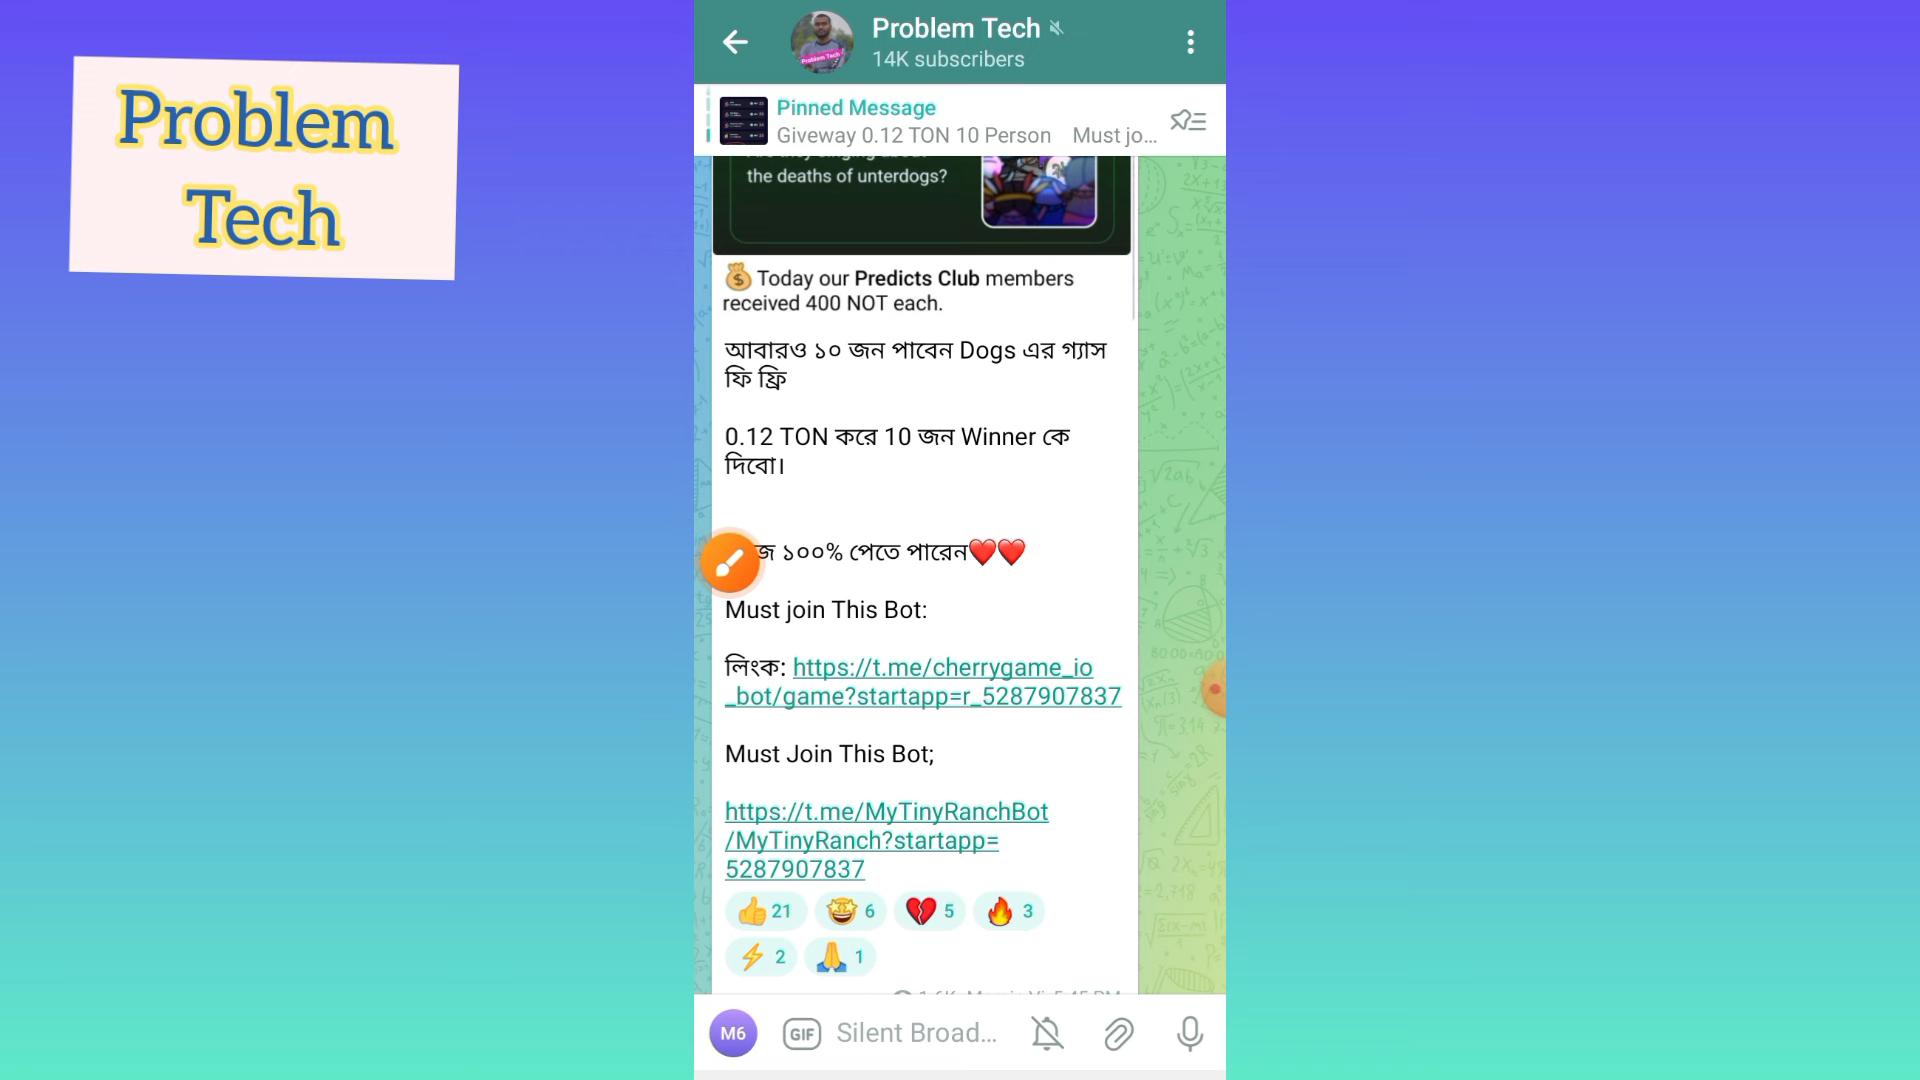 Problem
Tech
Problem Tech
14K subscribers
Pinned Message
Giveway 0.12 TON 10 Person Must jo...
the deaths of unterdogs?
Today our Predicts Club members
received 400 NOT each.
আবারও ১০ জন পাবেন Dogs এর গ্যাস
ফি ফ্রি
0.12 TON করে 10 জন Winner কে
দিবো।
১০০% পেতে পারেন❤️❤️
Must join This Bot:
লিংক: https://t.me/cherrygame_io
_bot/game?startapp=r_5287907837
Must Join This Bot;
https://t.me/MyTinyRanchBot
/MyTinyRanch?startapp=
5287907837
👍 21 🤩 6 💔 5 🔥 3
⚡ 2 🙏 1
M6 GIF Silent Broad...